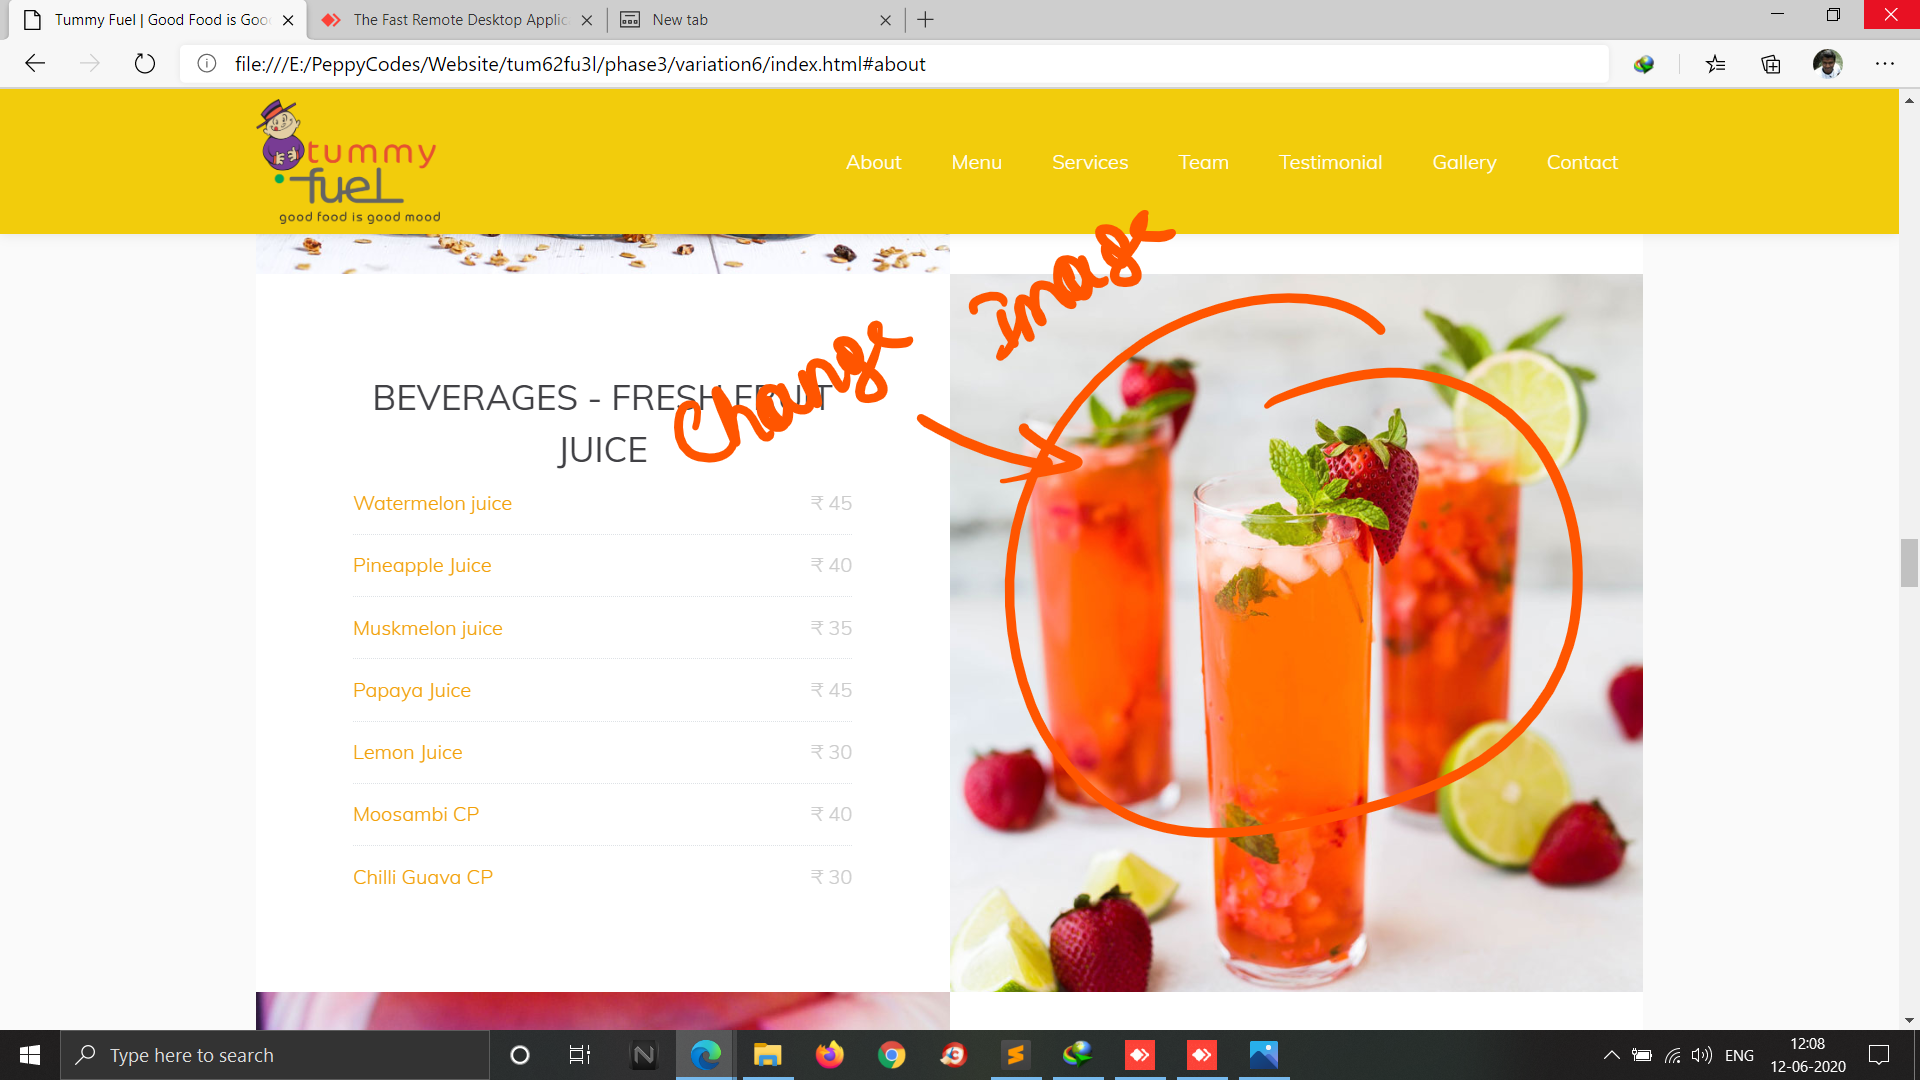 Tummy Fuel | Good Food is Goo
The Fast Remote Desktop Applic
New tab
file:///E:/PeppyCodes/Website/tum62fu3l/phase3/variation6/index.html#about
tummy
fuel
good food is good mood
About
Menu
Services
Team
Testimonial
Gallery
Contact
Change Image
BEVERAGES - FRESH FRUIT
JUICE
Watermelon juice ₹ 45
Pineapple Juice ₹ 40
Muskmelon juice ₹ 35
Papaya Juice ₹ 45
Lemon Juice ₹ 30
Moosambi CP ₹ 40
Chilli Guava CP ₹ 30
Type here to search
ENG
12:08
12-06-2020